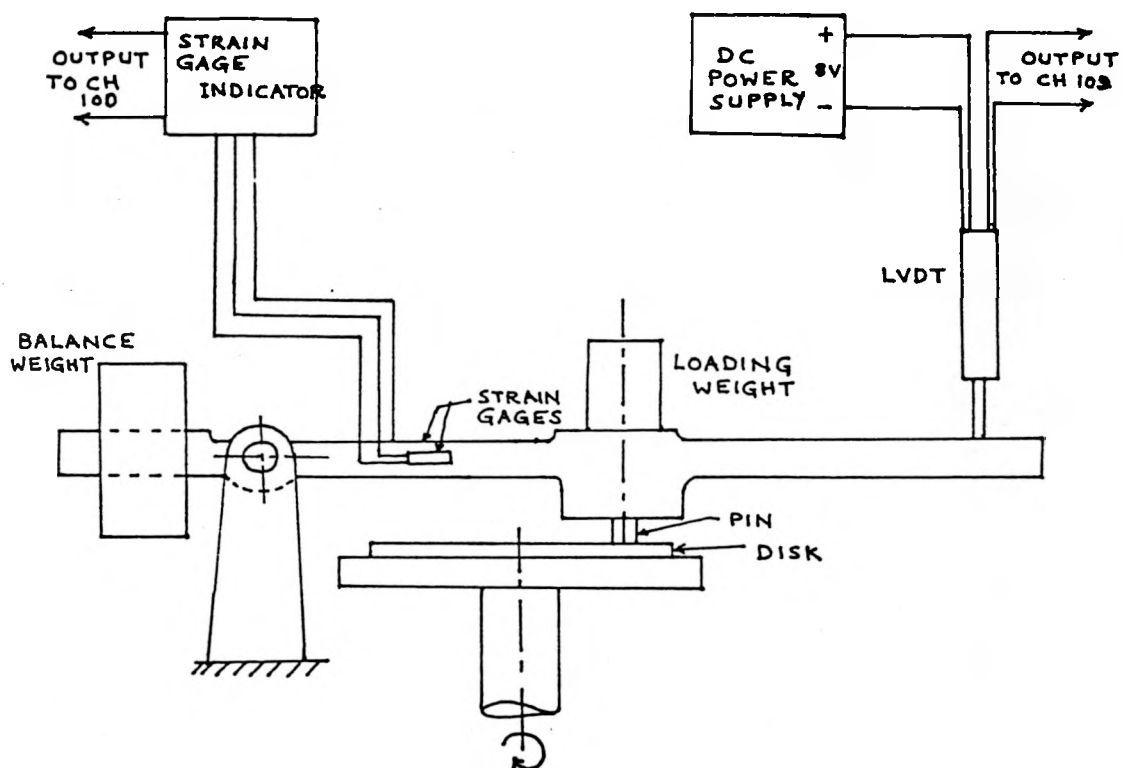 STRAIN
GAGE
INDICATOR
OUTPUT
TO CH
100
DC
POWER
SUPPLY
+
8V
-
OUTPUT
TO CH 102
LVDT
BALANCE
WEIGHT
STRAIN
GAGES
LOADING
WEIGHT
PIN
DISK